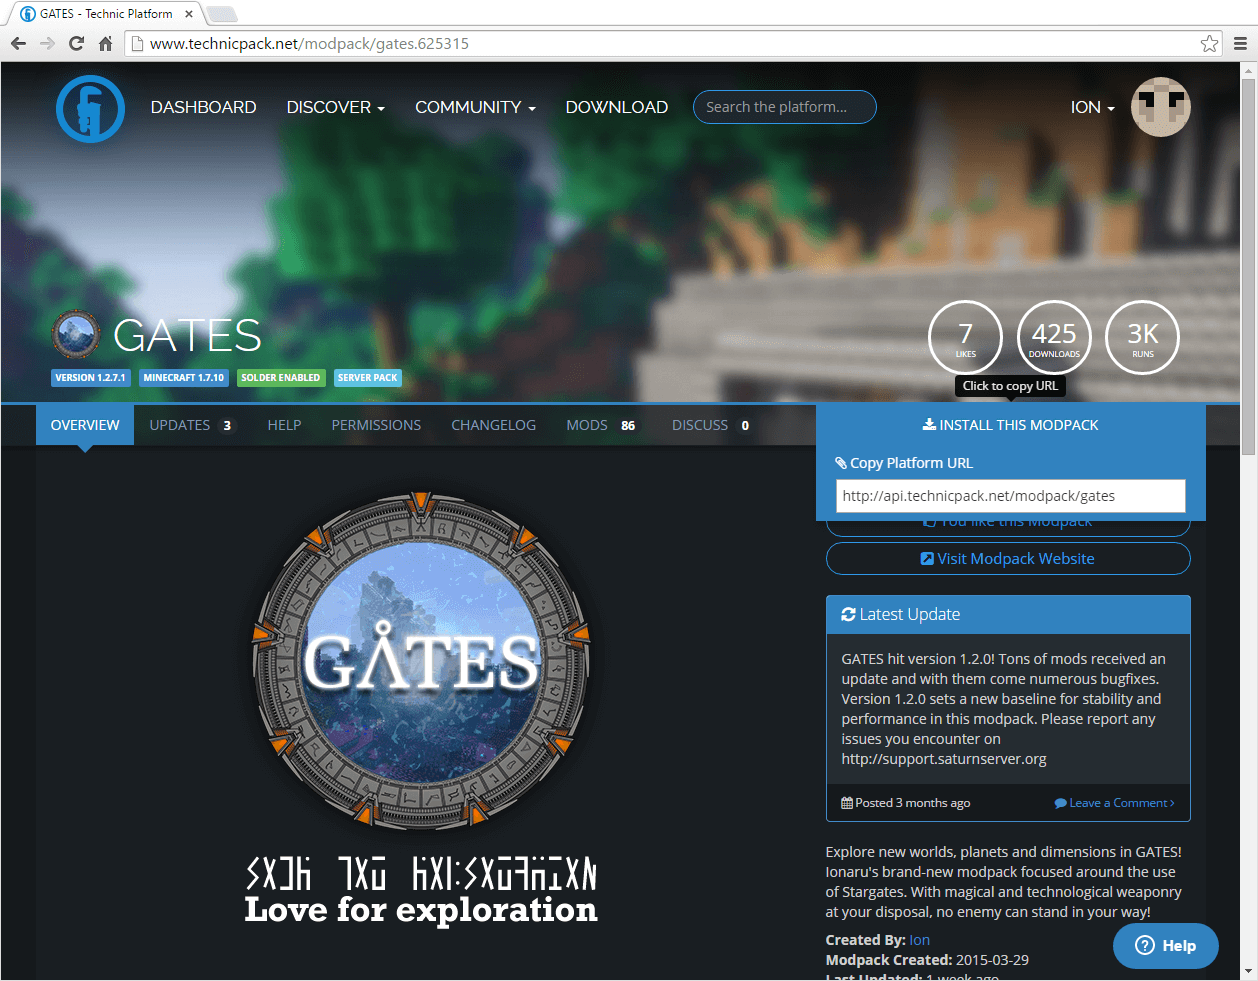 GATES - Technic Platform
www.technicpack.net/modpack/gates.625315
DASHBOARD
DISCOVER
COMMUNITY
DOWNLOAD
Search the platform...
ION
GATES
VERSION 1.2.7.1
MINECRAFT 1.7.10
SOLDER ENABLED
SERVER PACK
7
LIKES
425
DOWNLOADS
3K
RUNS
Click to copy URL
OVERVIEW
UPDATES 3
HELP
PERMISSIONS
CHANGELOG
MODS 86
DISCUSS 0
INSTALL THIS MODPACK
Copy Platform URL
http://api.technicpack.net/modpack/gates
You like this Modpack
Visit Modpack Website
Latest Update
GATES hit version 1.2.0! Tons of mods received an
update and with them come numerous bugfixes.
Version 1.2.0 sets a new baseline for stability and
performance in this modpack. Please report any
issues you encounter on
http://support.saturnserver.org
Posted 3 months ago
Leave a Comment
GÅTES
Love for exploration
Explore new worlds, planets and dimensions in GATES!
Ionaru's brand-new modpack focused around the use
of Stargates. With magical and technological weaponry
at your disposal, no enemy can stand in your way!
Created By: Ion
Modpack Created: 2015-03-29
Last Updated: 1 week ago
Help